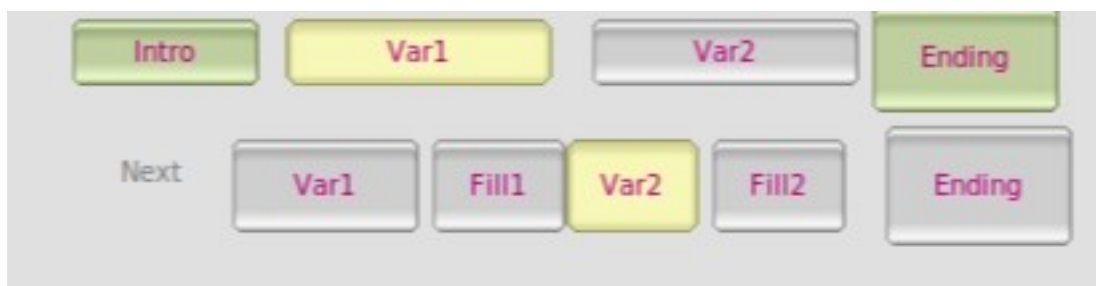 Intro Var1 Var2 Ending
Next Var1 Fill1 Var2 Fill2 Ending